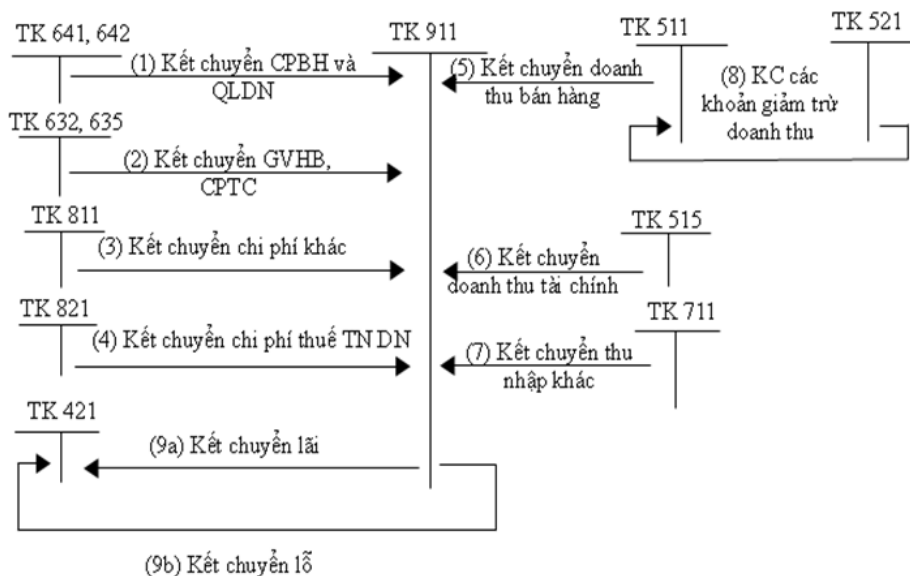 TK 641, 642
TK 911
TK 511
TK 521
(1) Kết chuyển CPBH và
QLDN
(5) Kết chuyển doanh
thu bán hàng
(8) KC các
khoản giảm trừ
doanh thu
TK 632, 635
(2) Kết chuyển GVHB,
CPTC
TK 811
(3) Kết chuyển chi phí khác
TK 515
(6) Kết chuyển
doanh thu tài chính
TK 821
(4) Kết chuyển chi phí thuế TNDN
TK 711
(7) Kết chuyển thu
nhập khác
TK 421
(9a) Kết chuyển lãi
(9b) Kết chuyển lỗ